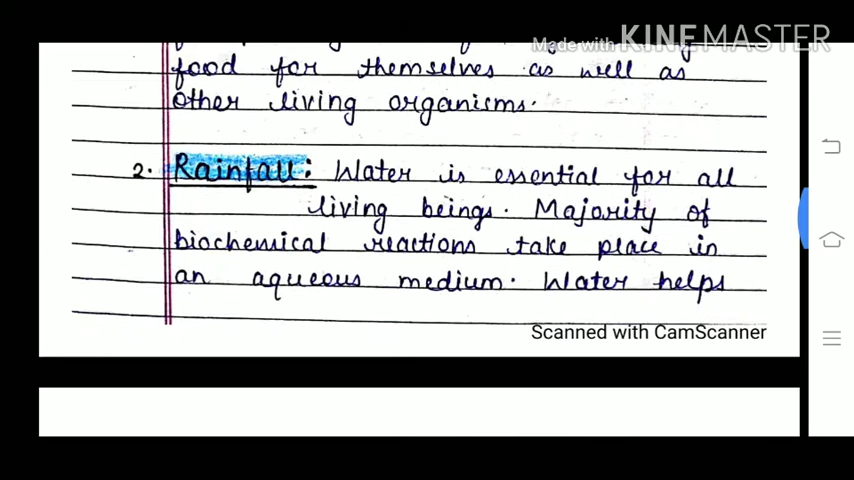 Made with KINEMASTER
food for themselves as well as
other living organisms.
2. Rainfall: Water is essential for all
living beings. Majority of
biochemical reactions take place in
an aqueous medium. Water helps
Scanned with CamScanner